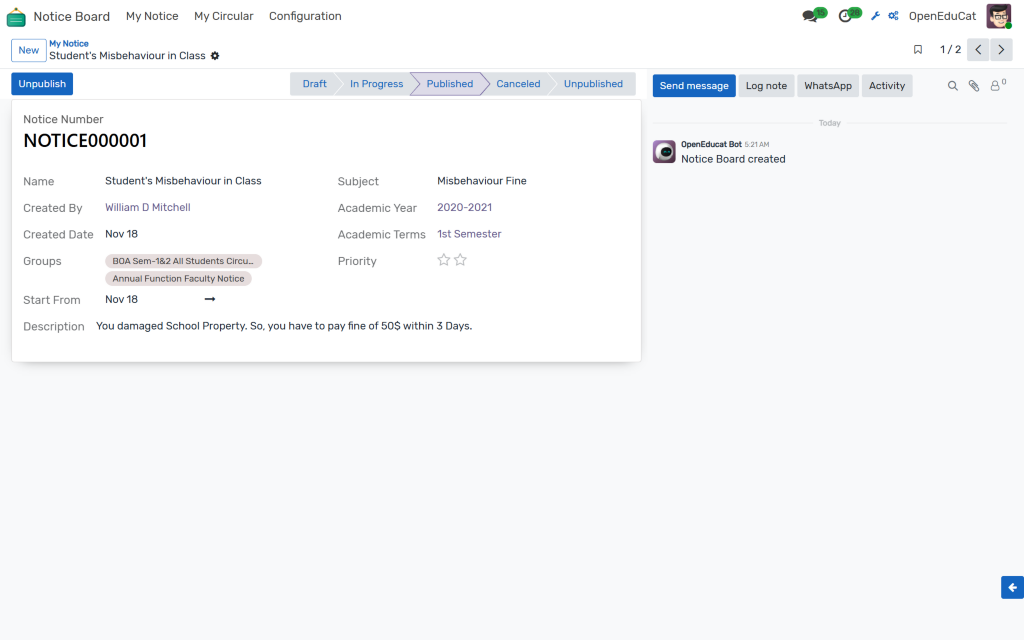 Notice Board My Notice My Circular Configuration 15 28 OpenEduCat
New My Notice
Student's Misbehaviour in Class 1 / 2
Unpublish Draft In Progress Published Canceled Unpublished Send message Log note WhatsApp Activity 0
Notice Number
NOTICE000001
Today
OpenEducat Bot 5:21 AM
Notice Board created
Name Student's Misbehaviour in Class Subject Misbehaviour Fine
Created By William D Mitchell Academic Year 2020-2021
Created Date Nov 18 Academic Terms 1st Semester
Groups BOA Sem-1&2 All Students Circu... Priority
Annual Function Faculty Notice
Start From Nov 18
Description You damaged School Property. So, you have to pay fine of 50$ within 3 Days.